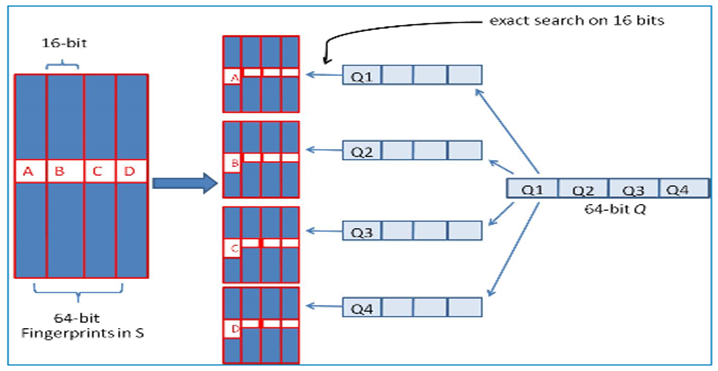 exact search on 16 bits
16-bit
A B C D
64-bit
Fingerprints in S
A
B
C
D
Q1
Q2
Q3
Q4
Q1 Q2 Q3 Q4
64-bit Q